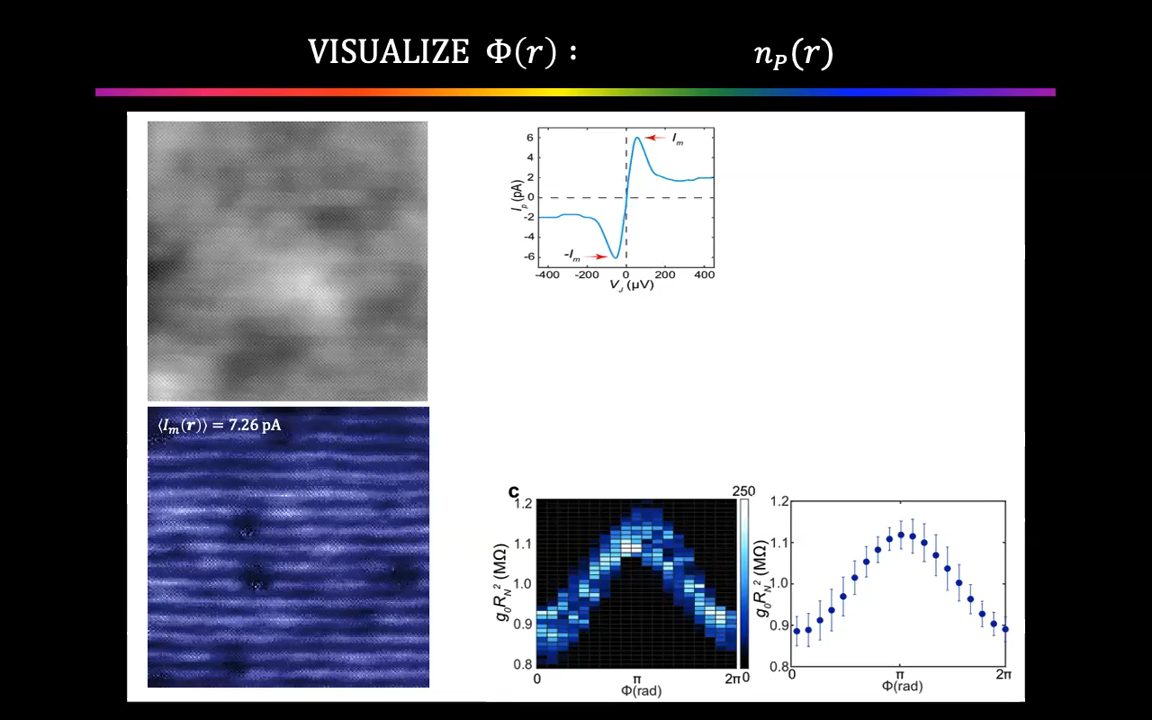 VISUALIZE Φ(r) : n_P(r)
6
4
2
0
-2
-4
-6
I_P (pA)
I_m
-I_m
-400 -200 0 200 400
V_J (μV)
⟨I_m(r)⟩ = 7.26 pA
c
250
1.2
1.1
1.0
0.9
0.8
g_0R_N^2 (MΩ)
0 π 2π 0
Φ(rad)
1.2
1.1
1.0
0.9
0.8
g_0R_N^2 (MΩ)
0 π 2π
Φ(rad)